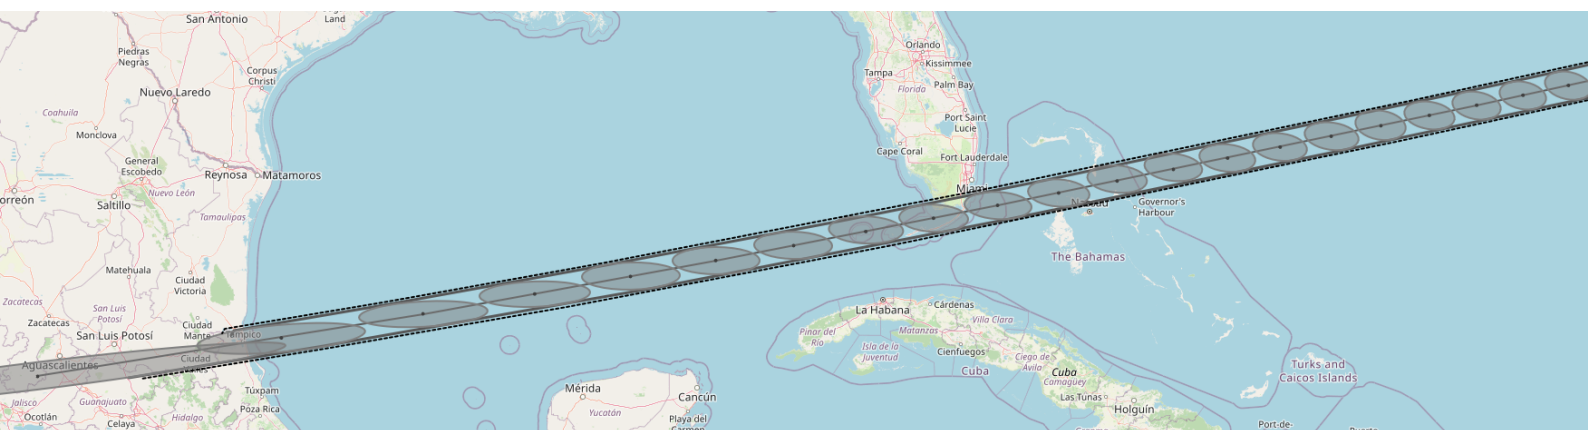 San Antonio
Land
Piedras
Negras
Corpus
Christi
Nuevo Laredo
Coahuila
Monclova
General
Escobedo
Reynosa
Matamoros
Nuevo León
orreón
Saltillo
Tamaulipas
Matehuala
Ciudad
Victoria
Zacatecas
San Luis
Potosí
Zacatecas
Ciudad
Mante
San Luis Potosí
Tampico
Ciudad
Aguascalientes
Túxpam
Jalisco
Guanajuato
Poza Rica
Ocotlán
Hidalgo
Celaya
Orlando
Kissimmee
Tampa
Palm Bay
Florida
Port Saint
Lucie
Cape Coral
Fort Lauderdale
Miami
Nassau
Governor's
Harbour
The Bahamas
La Habana
Cárdenas
Pinar del
Río
Matanzas
Villa Clara
Isla de la
Juventud
Cienfuegos
Ciego de
Ávila
Cuba
Cuba
Camagüey
Las Tunas
Holguín
Turks and
Caicos Islands
Port-de-
Mérida
Cancún
Yucatán
Playa del